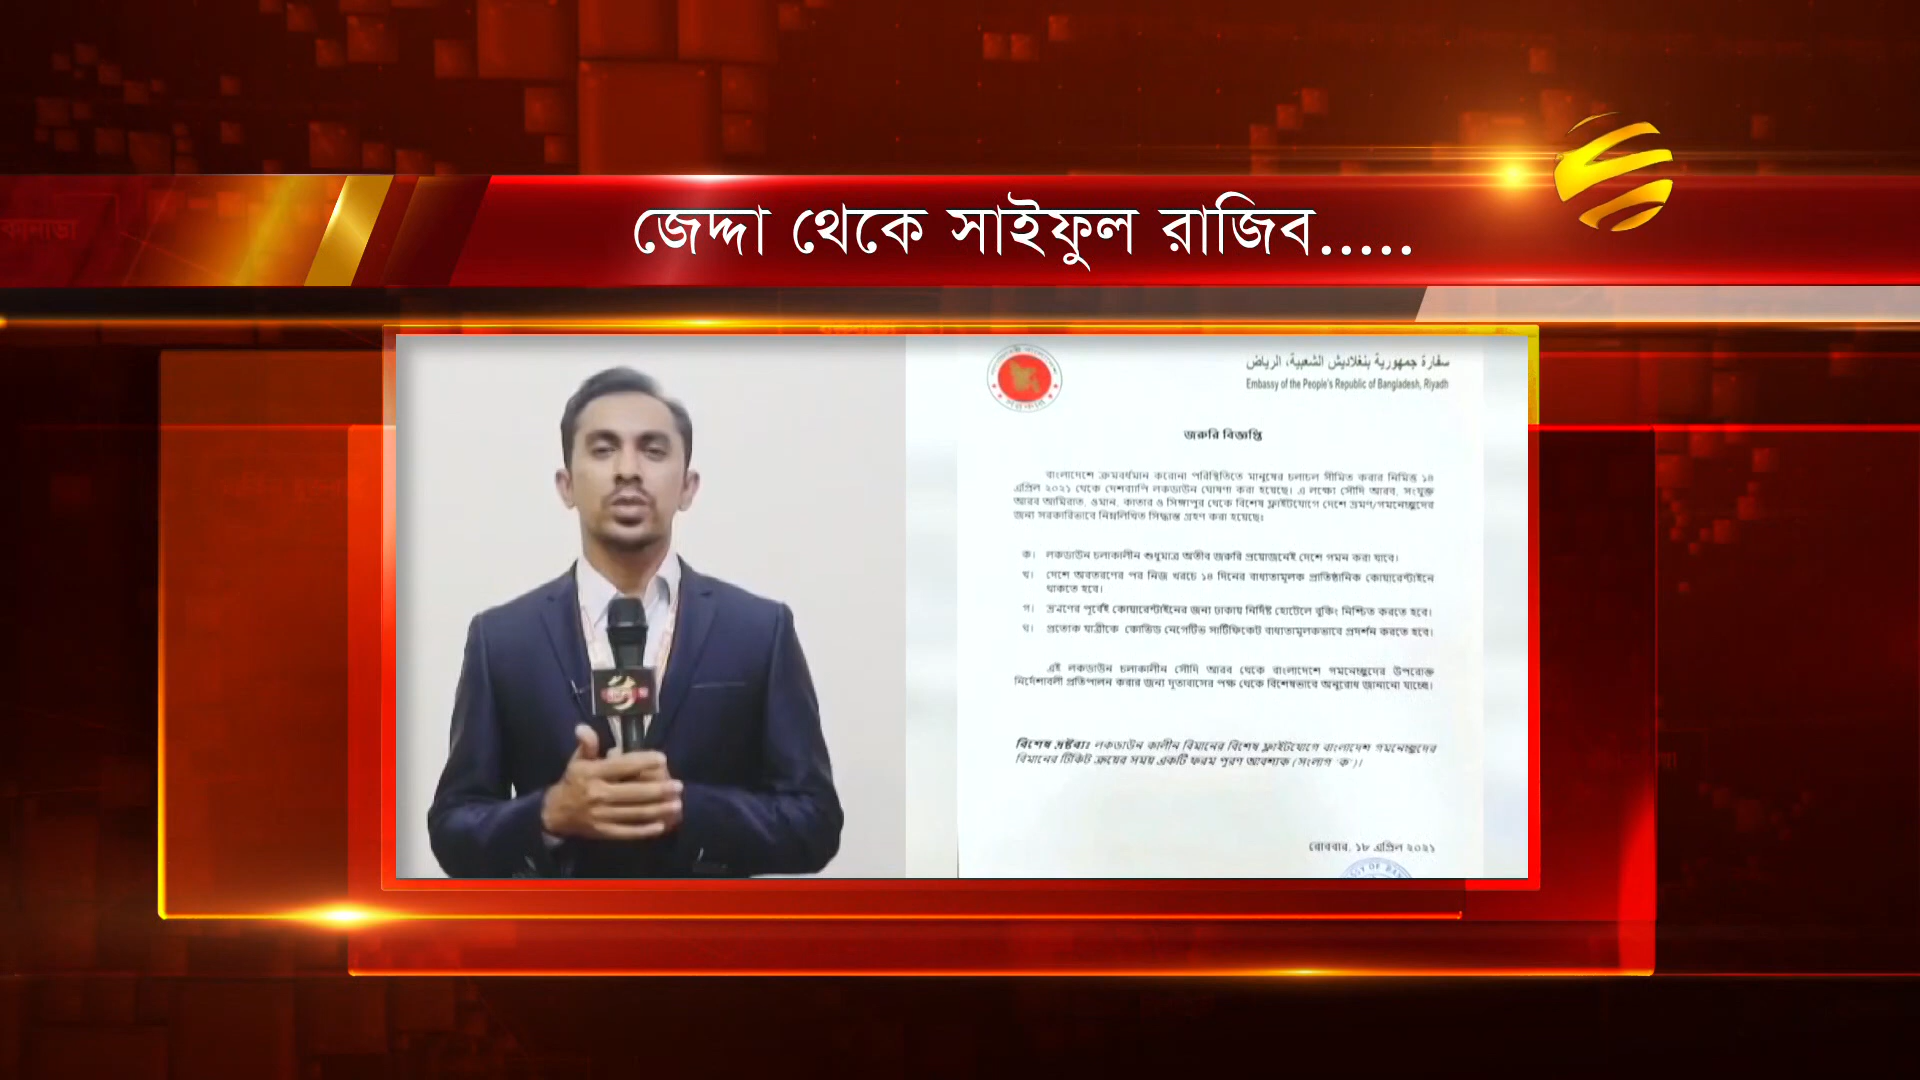 জেদ্দা থেকে সাইফুল রাজিব.....
কানাডা
سفارة جمهورية بنغلاديش الشعبية، الرياض
Embassy of the People's Republic of Bangladesh, Riyadh
জরুরি বিজ্ঞপ্তি
বাংলাদেশে ক্রমবর্ধমান করোনা পরিস্থিতিতে মানুষের চলাচল সীমিত করার নিমিত্ত ১৪
এপ্রিল ২০২১ থেকে দেশব্যাপি লকডাউন ঘোষণা করা হয়েছে। এ লক্ষ্যে সৌদি আরব, সংযুক্ত
আরব আমিরাত, ওমান, কাতার ও সিঙ্গাপুর থেকে বিশেষ ফ্লাইটযোগে দেশে ভ্রমণ/গমনেচ্ছুদের
জন্য সরকারিভাবে নিম্নলিখিত সিদ্ধান্ত গ্রহণ করা হয়েছেঃ
ক। লকডাউন চলাকালীন শুধুমাত্র অতীব জরুরি প্রয়োজনেই দেশে গমন করা যাবে।
খ। দেশে অবতরণের পর নিজ খরচে ১৪ দিনের বাধ্যতামূলক প্রাতিষ্ঠানিক কোয়ারেন্টাইনে
থাকতে হবে।
গ। ভ্রমণের পূর্বেই কোয়ারেন্টাইনের জন্য ঢাকায় নির্দিষ্ট হোটেলে বুকিং নিশ্চিত করতে হবে।
ঘ। প্রত্যেক যাত্রীকে কোভিড নেগেটিভ সার্টিফিকেট বাধ্যতামূলকভাবে প্রদর্শন করতে হবে।
এই লকডাউন চলাকালীন সৌদি আরব থেকে বাংলাদেশে গমনেচ্ছুদের উপরোক্ত
নির্দেশাবলী প্রতিপালন করার জন্য দূতাবাসের পক্ষ থেকে বিশেষভাবে অনুরোধ জানানো যাচ্ছে।
বিশেষ দ্রষ্টব্যঃ লকডাউন কালীন বিমানের বিশেষ ফ্লাইটযোগে বাংলাদেশ গমনেচ্ছুদের
বিমানের টিকিট ক্রয়ের সময় একটি ফরম পূরণ আবশ্যক (সংলাগ 'ক')।
রোববার, ১৮ এপ্রিল ২০২১